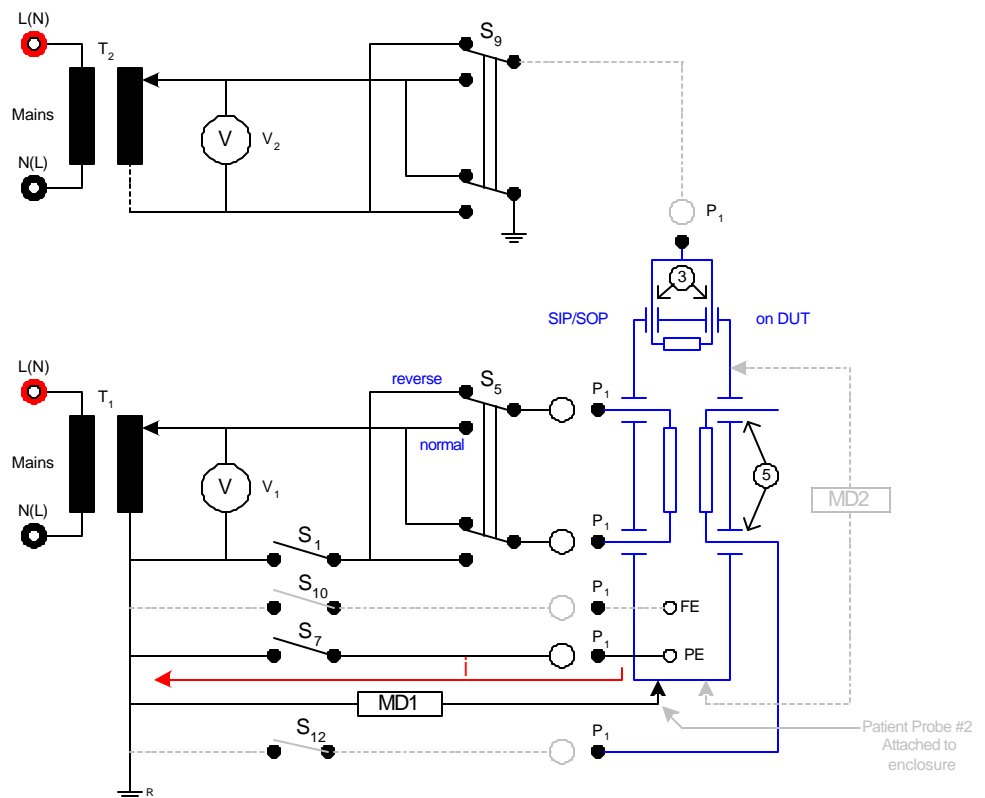 L(N)
T2
S9
Mains
V
V2
N(L)
P1
3
SIP/SOP
on DUT
L(N)
T1
reverse
S5
P1
normal
Mains
V
V1
5
MD2
N(L)
S1
P1
S10
P1
FE
S7
P1
PE
i
MD1
S12
P1
Patient Probe #2
Attached to
enclosure
R